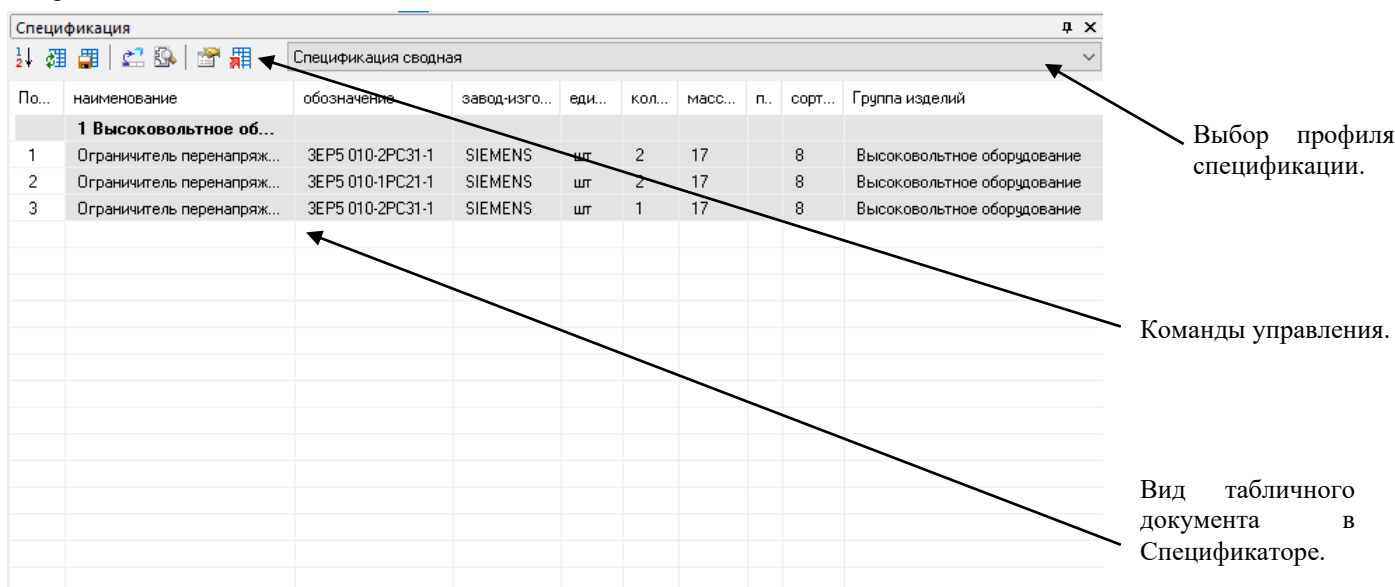 Спецификация
Спецификация сводная
По... наименование обозначение завод-изго... еди... кол... масс... п.. сорт... Группа изделий
1 Высоковольтное об...
1 Ограничитель перенапряж... 3EP5 010-2PC31-1 SIEMENS шт 2 17 8 Высоковольтное оборудование
2 Ограничитель перенапряж... 3EP5 010-1PC21-1 SIEMENS шт 2 17 8 Высоковольтное оборудование
3 Ограничитель перенапряж... 3EP5 010-2PC31-1 SIEMENS шт 1 17 8 Высоковольтное оборудование
Выбор профиля
спецификации.
Команды управления.
Вид табличного
документа в
Спецификаторе.